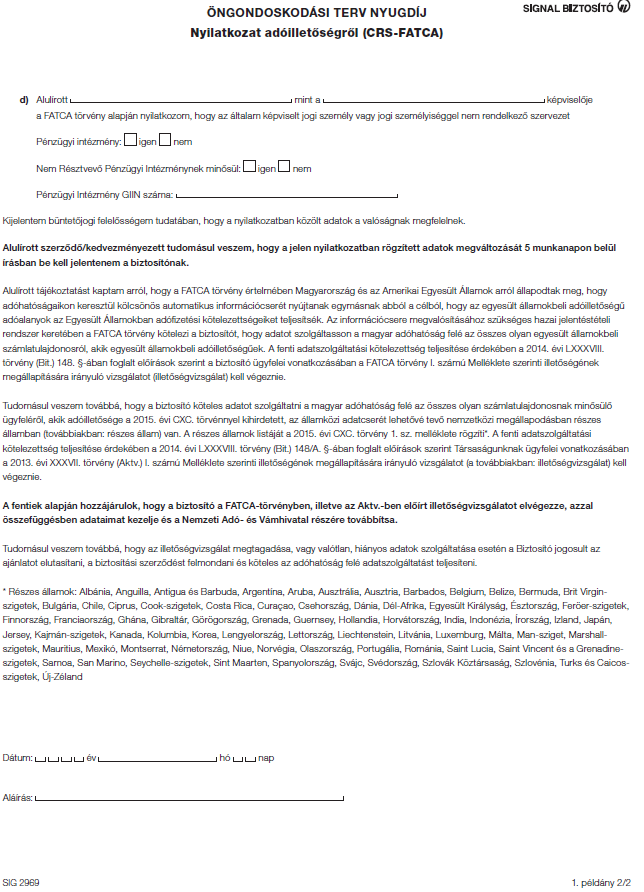 ÖNGONDOSKODÁSI TERV NYUGDÍJ
SIGNAL BIZTOSÍTÓ
Nyilatkozat adóilletőségről (CRS-FATCA)
d) Alulírott mint a képviselője
a FATCA törvény alapján nyilatkozom, hogy az általam képviselt jogi személy vagy jogi személyiséggel nem rendelkező szervezet
Pénzügyi intézmény: igen nem
Nem Résztvevő Pénzügyi Intézménynek minősül: igen nem
Pénzügyi Intézmény GIIN száma:
Kijelentem büntetőjogi felelősségem tudatában, hogy a nyilatkozatban közölt adatok a valóságnak megfelelnek.
Alulírott szerződő/kedvezményezett tudomásul veszem, hogy a jelen nyilatkozatban rögzített adatok megváltozását 5 munkanapon belül
írásban be kell jelentenem a biztosítónak.
Alulírott tájékoztatást kaptam arról, hogy a FATCA törvény értelmében Magyarország és az Amerikai Egyesült Államok arról állapodtak meg, hogy
adóhatóságaikon keresztül kölcsönös automatikus információcserét nyújtanak egymásnak abból a célból, hogy az egyesült államokbeli adóilletőségű
adóalanyok az Egyesült Államokban adófizetési kötelezettségeiket teljesítsék. Az információcsere megvalósításához szükséges hazai jelentéstételi
rendszer keretében a FATCA törvény kötelezi a biztosítót, hogy adatot szolgáltasson a magyar adóhatóság felé az összes olyan egyesült államokbeli
számlatulajdonosról, akik egyesült államokbeli adóilletőségűek. A fenti adatszolgáltatási kötelezettség teljesítése érdekében a 2014. évi LXXXVIII.
törvény (Bit.) 148. §-ában foglalt előírások szerint a biztosító ügyfelei vonatkozásában a FATCA törvény I. számú Melléklete szerinti illetőségének
megállapítására irányuló vizsgálatot (illetőségvizsgálat) kell végeznie.
Tudomásul veszem továbbá, hogy a biztosító köteles adatot szolgáltatni a magyar adóhatóság felé az összes olyan számlatulajdonosnak minősülő
ügyfeléről, akik adóilletősége a 2015. évi CXC. törvénnyel kihirdetett, az államközi adatcserét lehetővé tevő nemzetközi megállapodásban részes
államban (továbbiakban: részes állam) van. A részes államok listáját a 2015. évi CXC. törvény 1. sz. melléklete rögzíti*. A fenti adatszolgáltatási
kötelezettség teljesítése érdekében a 2014. évi LXXXVIII. törvény (Bit.) 148/A. §-ában foglalt előírások szerint Társaságunknak ügyfelei vonatkozásában
a 2013. évi XXXVII. törvény (Aktv.) I. számú Melléklete szerinti illetőségének megállapítására irányuló vizsgálatot (a továbbiakban: illetőségvizsgálat) kell
végeznie.
A fentiek alapján hozzájárulok, hogy a biztosító a FATCA-törvényben, illetve az Aktv.-ben előírt illetőségvizsgálatot elvégezze, azzal
összefüggésben adataimat kezelje és a Nemzeti Adó- és Vámhivatal részére továbbítsa.
Tudomásul veszem továbbá, hogy az illetőségvizsgálat megtagadása, vagy valótlan, hiányos adatok szolgáltatása esetén a Biztosító jogosult az
ajánlatot elutasítani, a biztosítási szerződést felmondani és köteles az adóhatóság felé adatszolgáltatást teljesíteni.
* Részes államok: Albánia, Anguilla, Antigua és Barbuda, Argentína, Aruba, Ausztrália, Ausztria, Barbados, Belgium, Belize, Bermuda, Brit Virgin-
szigetek, Bulgária, Chile, Ciprus, Cook-szigetek, Costa Rica, Curaçao, Csehország, Dánia, Dél-Afrika, Egyesült Királyság, Észtország, Feröer-szigetek,
Finnország, Franciaország, Ghána, Gibraltár, Görögország, Grenada, Guernsey, Hollandia, Horvátország, India, Indonézia, Írország, Izland, Japán,
Jersey, Kajmán-szigetek, Kanada, Kolumbia, Korea, Lengyelország, Lettország, Liechtenstein, Litvánia, Luxemburg, Málta, Man-sziget, Marshall-
szigetek, Mauritius, Mexikó, Montserrat, Németország, Niue, Norvégia, Olaszország, Portugália, Románia, Saint Lucia, Saint Vincent és a Grenadine-
szigetek, Samoa, San Marino, Seychelle-szigetek, Sint Maarten, Spanyolország, Svájc, Svédország, Szlovák Köztársaság, Szlovénia, Turks és Caicos-
szigetek, Új-Zéland
Dátum: év hó nap
Aláírás:
SIG 2969 1. példány 2/2